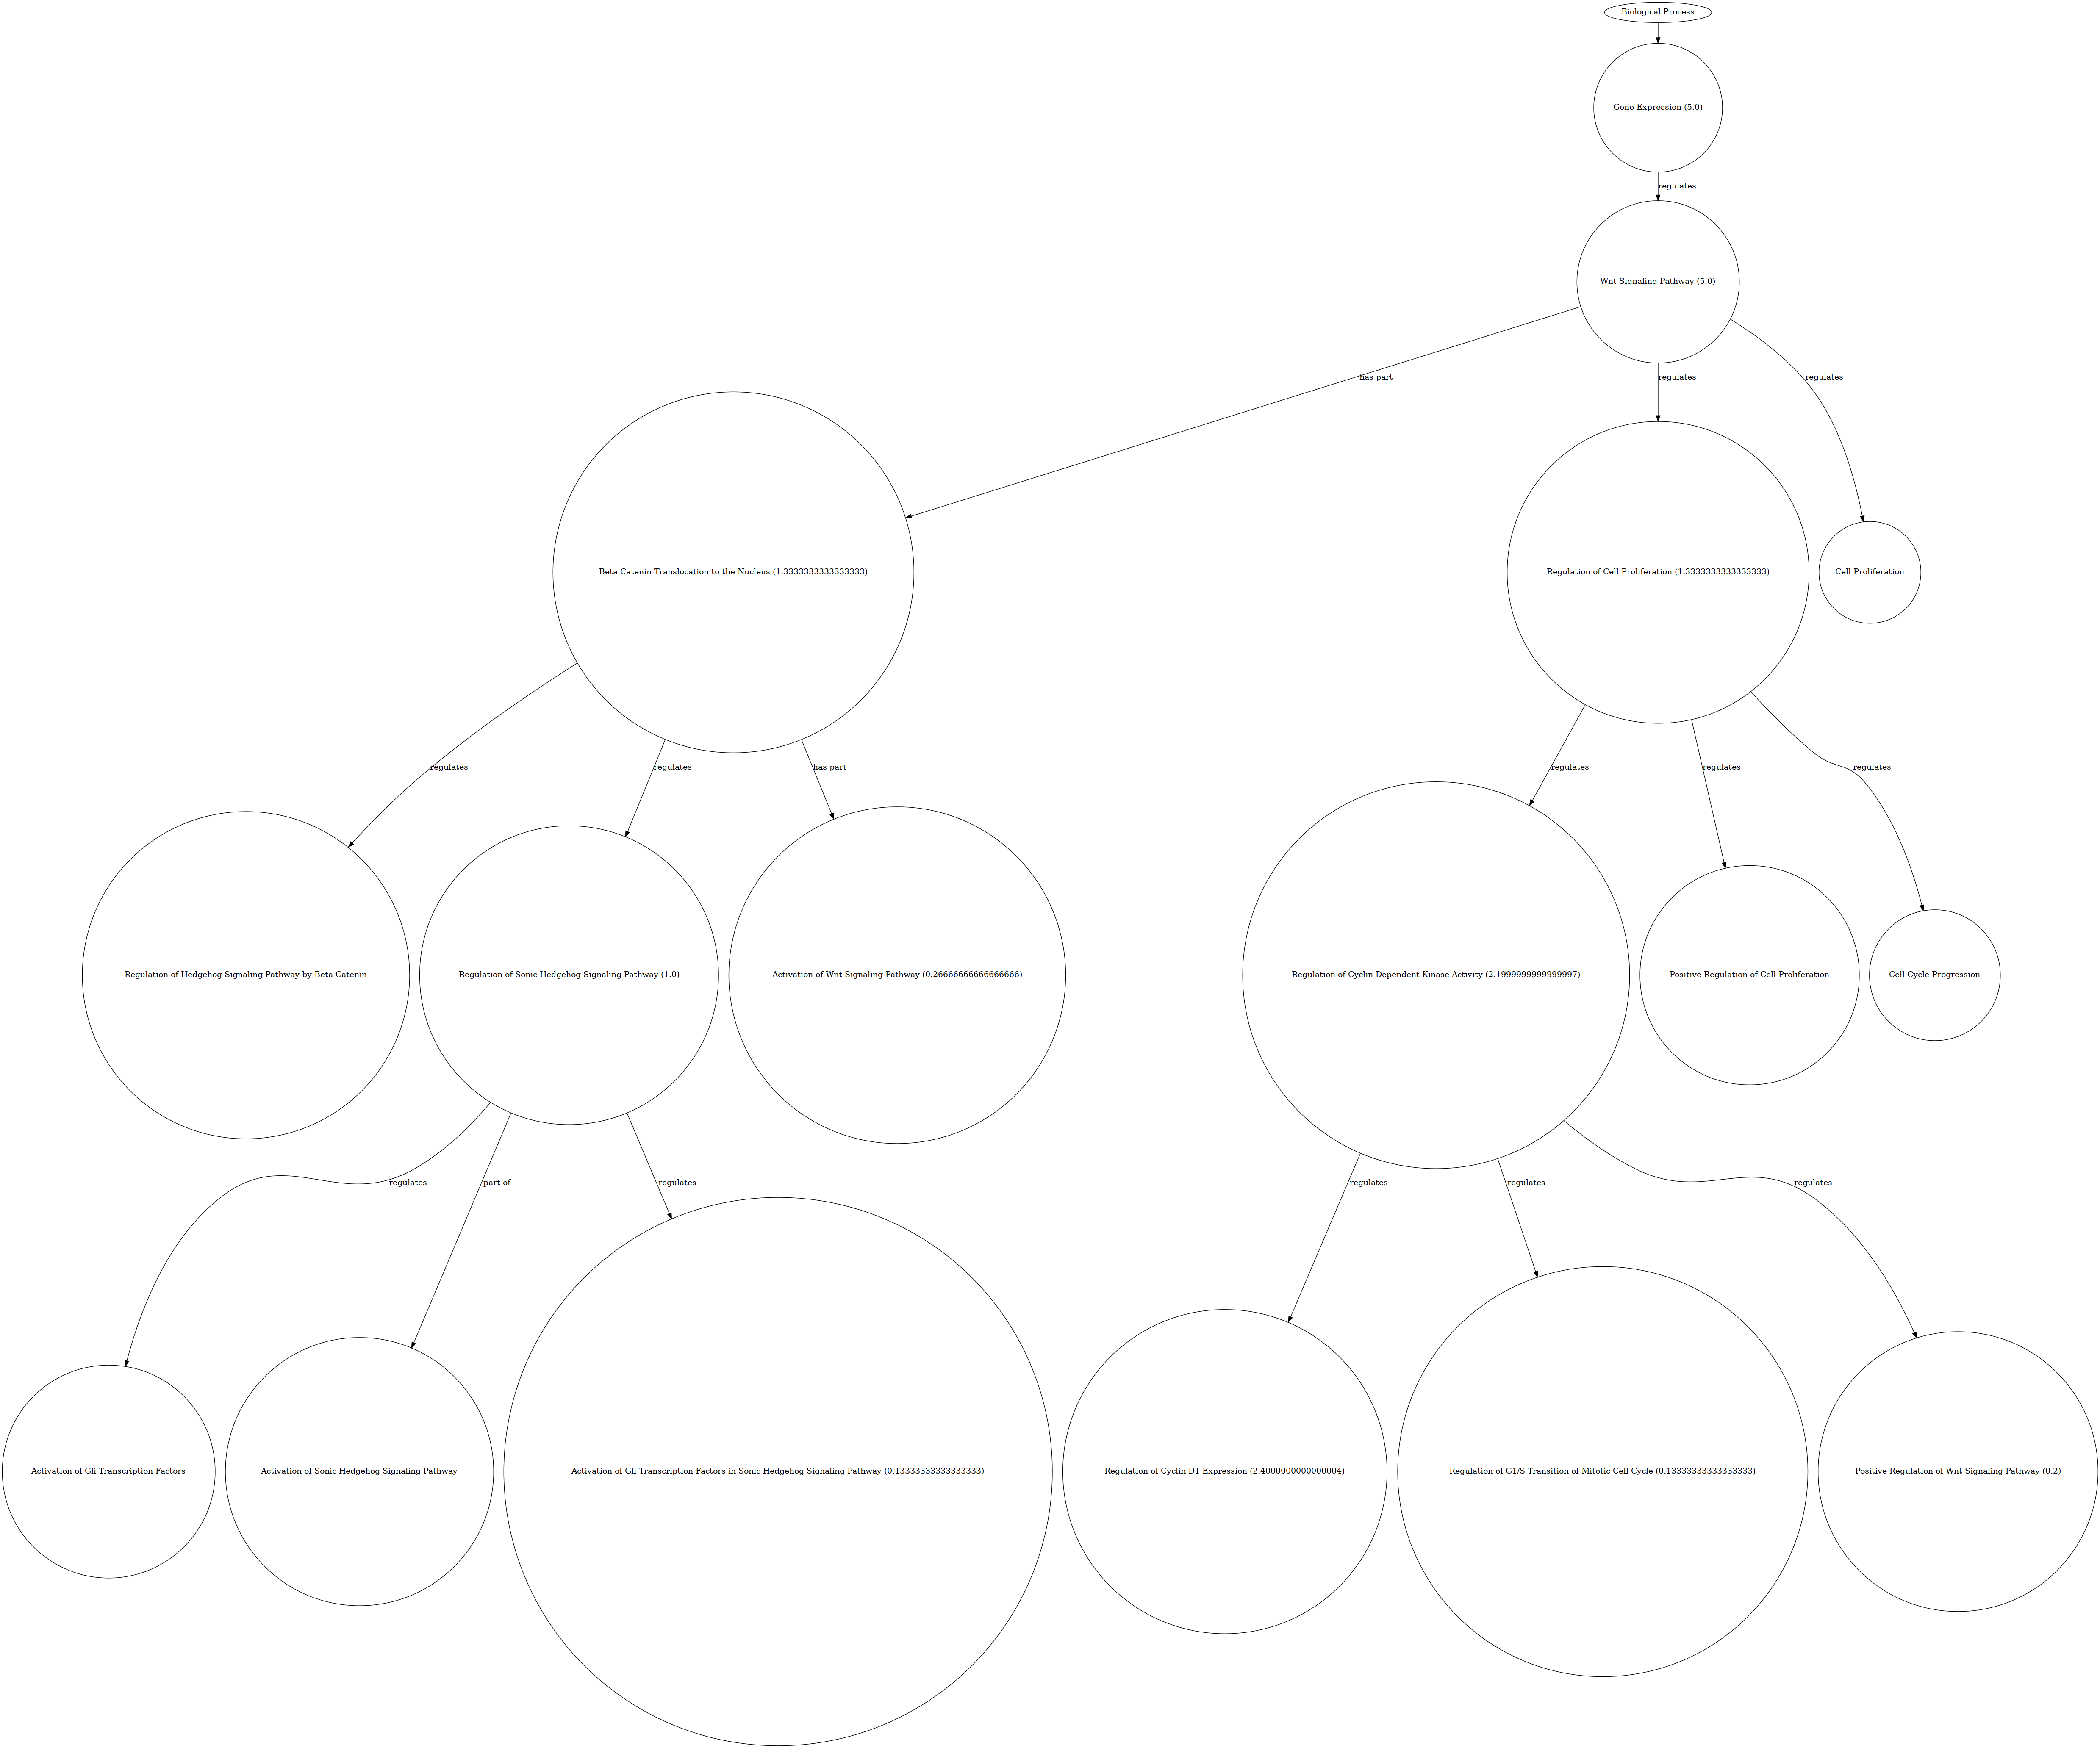 Biological Process
Gene Expression (5.0)
regulates
Wnt Signaling Pathway (5.0)
has part
regulates
regulates
Beta-Catenin Translocation to the Nucleus (1.3333333333333333)
Regulation of Cell Proliferation (1.3333333333333333)
Cell Proliferation
regulates
regulates
has part
regulates
regulates
regulates
Regulation of Hedgehog Signaling Pathway by Beta-Catenin
Regulation of Sonic Hedgehog Signaling Pathway (1.0)
Activation of Wnt Signaling Pathway (0.26666666666666666)
Regulation of Cyclin-Dependent Kinase Activity (2.1999999999999997)
Positive Regulation of Cell Proliferation
Cell Cycle Progression
regulates
part of
regulates
regulates
regulates
regulates
Activation of Gli Transcription Factors
Activation of Sonic Hedgehog Signaling Pathway
Activation of Gli Transcription Factors in Sonic Hedgehog Signaling Pathway (0.13333333333333333)
Regulation of Cyclin D1 Expression (2.4000000000000004)
Regulation of G1/S Transition of Mitotic Cell Cycle (0.13333333333333333)
Positive Regulation of Wnt Signaling Pathway (0.2)